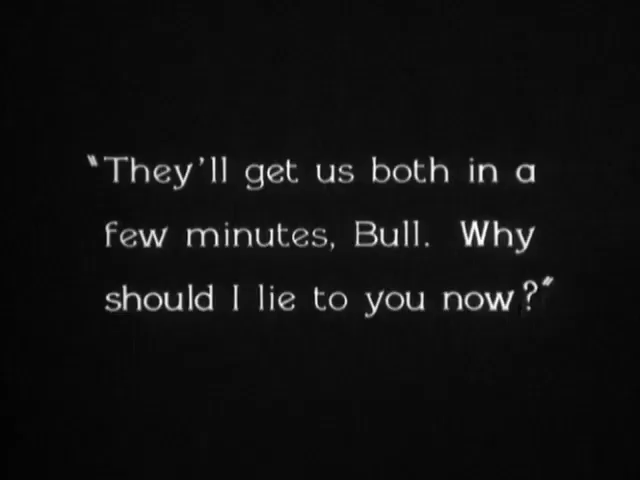 "They'll get us both in a
few minutes, Bull. Why
should I lie to you now?"